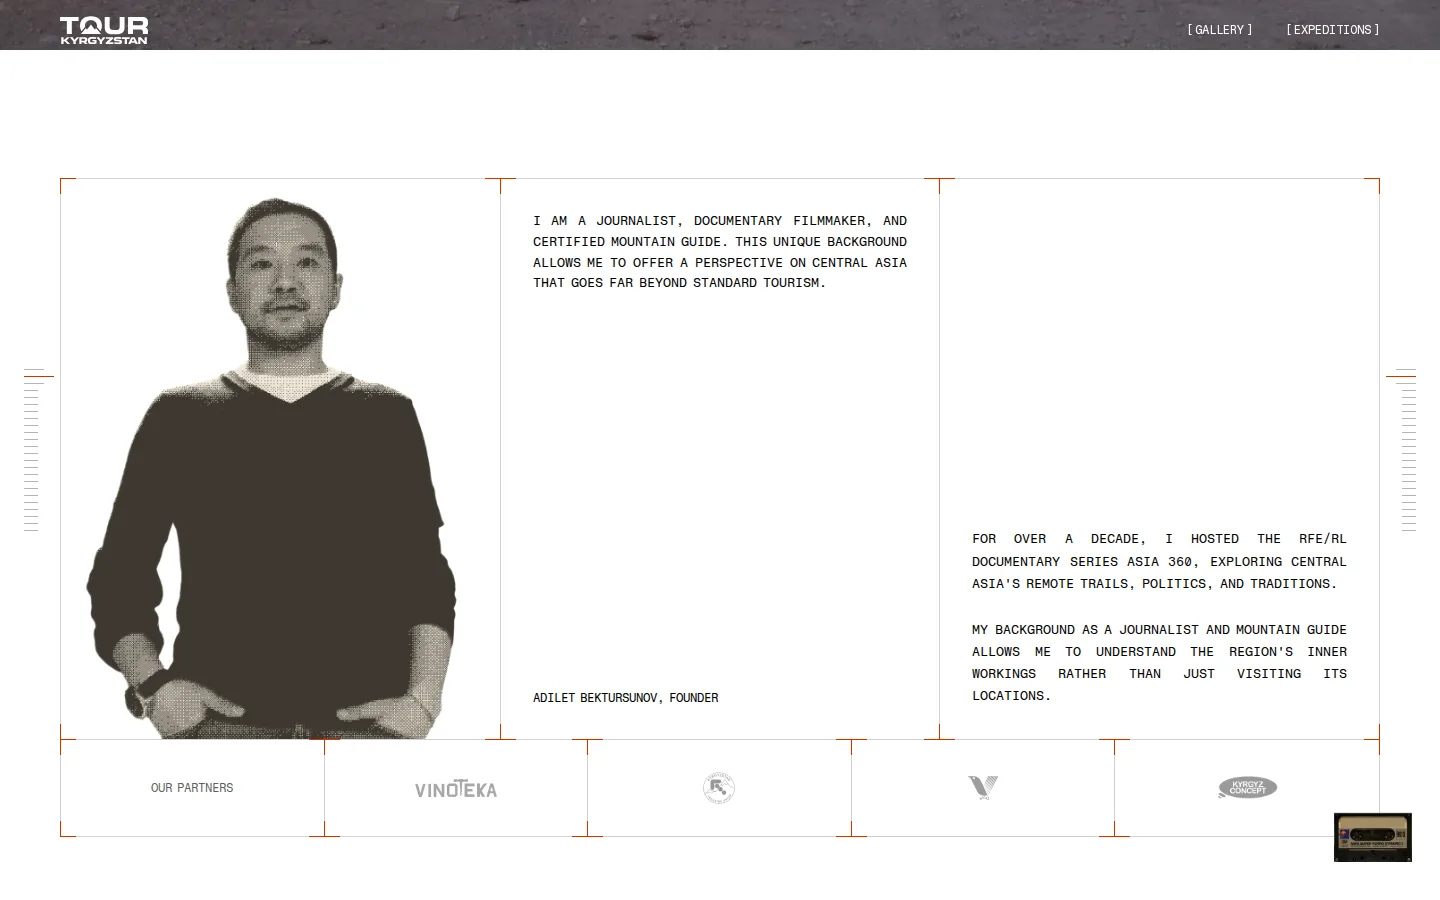 TOUR
KYRGYZSTAN
[ GALLERY ]
[ EXPEDITIONS ]
I AM A JOURNALIST, DOCUMENTARY FILMMAKER, AND
CERTIFIED MOUNTAIN GUIDE. THIS UNIQUE BACKGROUND
ALLOWS ME TO OFFER A PERSPECTIVE ON CENTRAL ASIA
THAT GOES FAR BEYOND STANDARD TOURISM.
ADILET BEKTURSUNOV, FOUNDER
FOR OVER A DECADE, I HOSTED THE RFE/RL
DOCUMENTARY SERIES ASIA 360, EXPLORING CENTRAL
ASIA'S REMOTE TRAILS, POLITICS, AND TRADITIONS.
MY BACKGROUND AS A JOURNALIST AND MOUNTAIN GUIDE
ALLOWS ME TO UNDERSTAND THE REGION'S INNER
WORKINGS RATHER THAN JUST VISITING ITS
LOCATIONS.
OUR PARTNERS
VINOTEKA
KYRGYZ
CONCEPT